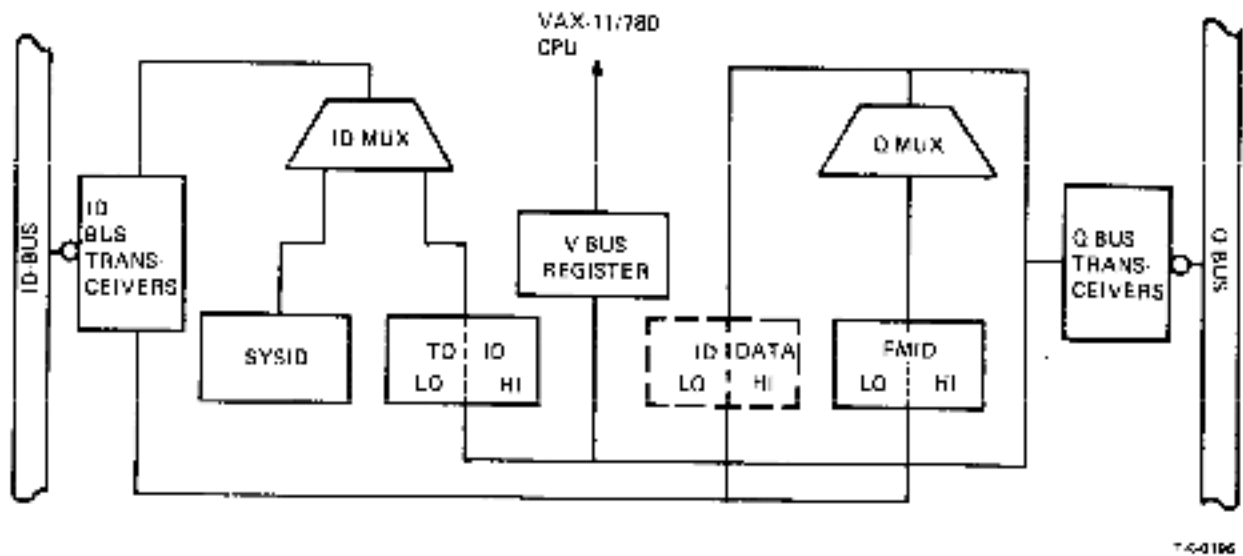 VAX-11/780
CPU
ID MUX
Q MUX
ID-BUS
ID
BUS
TRANS-
CEIVERS
V BUS
REGISTER
Q BUS
TRANS-
CEIVERS
Q BUS
SYSID
TO ID
LO HI
ID DATA
LO HI
FMID
LO HI